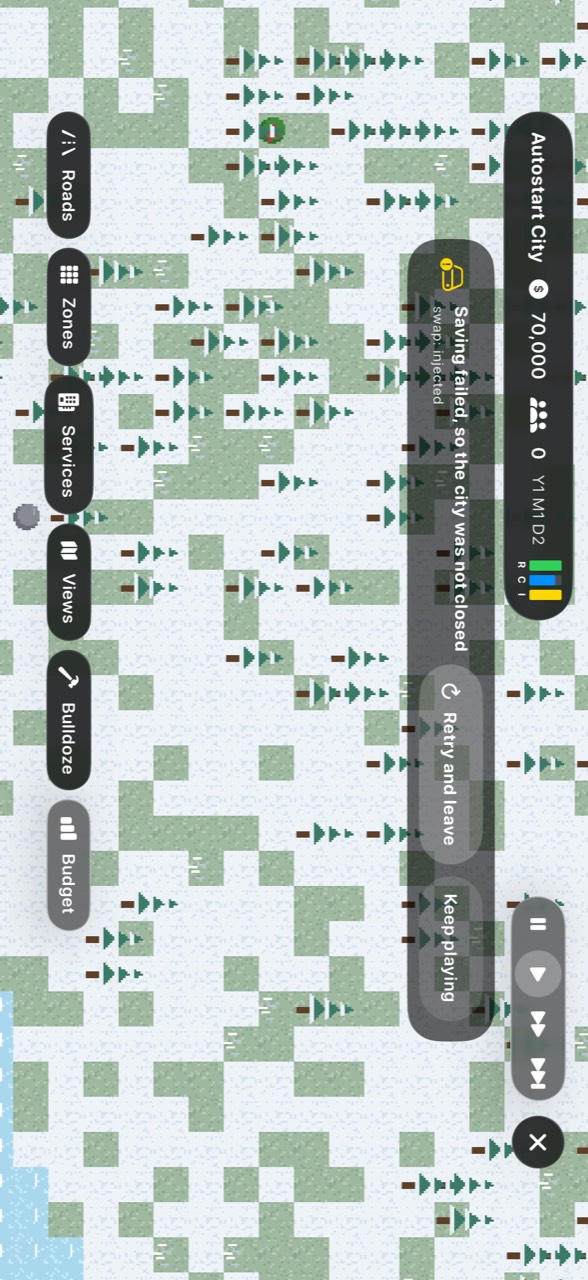 Autostart City $ 70,000 0 Y1 M1 D2 R C I
Saving failed, so the city was not closed
swap: injected
Retry and leave
Keep playing
Roads Zones Services Views Bulldoze Budget